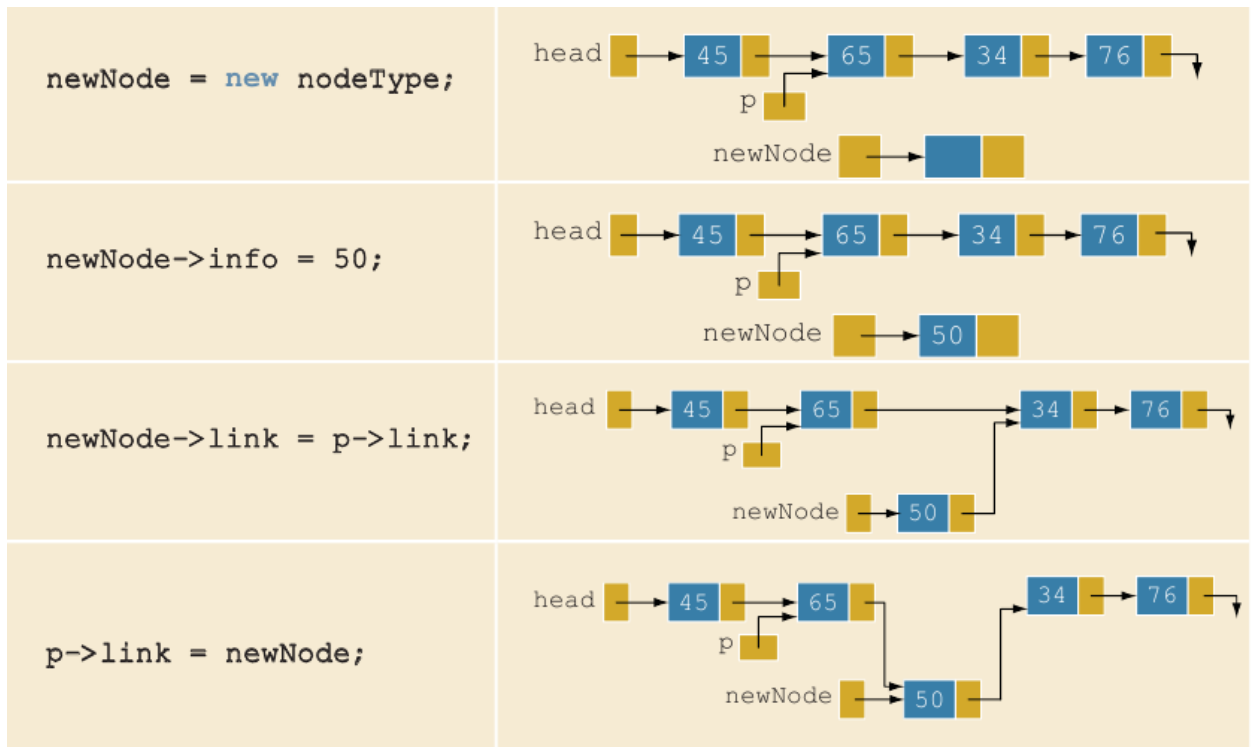 newNode = new nodeType;
head 45 65 34 76
p
newNode
newNode->info = 50;
head 45 65 34 76
p
newNode 50
newNode->link = p->link;
head 45 65 34 76
p
newNode 50
p->link = newNode;
head 45 65 34 76
p
newNode 50